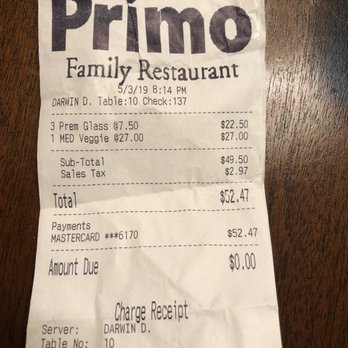 Primo
Family Restaurant
5/3/19 8:14 PM
DARWIN D. Table:10 Check:137
3 Prem Glass @7.50 $22.50
1 MED Veggie @27.00 $27.00
Sub-Total $49.50
Sales Tax $2.97
Total $52.47
Payments
MASTERCARD ***6170 $52.47
Amount Due $0.00
Charge Receipt
Server: DARWIN D.
Table No: 10